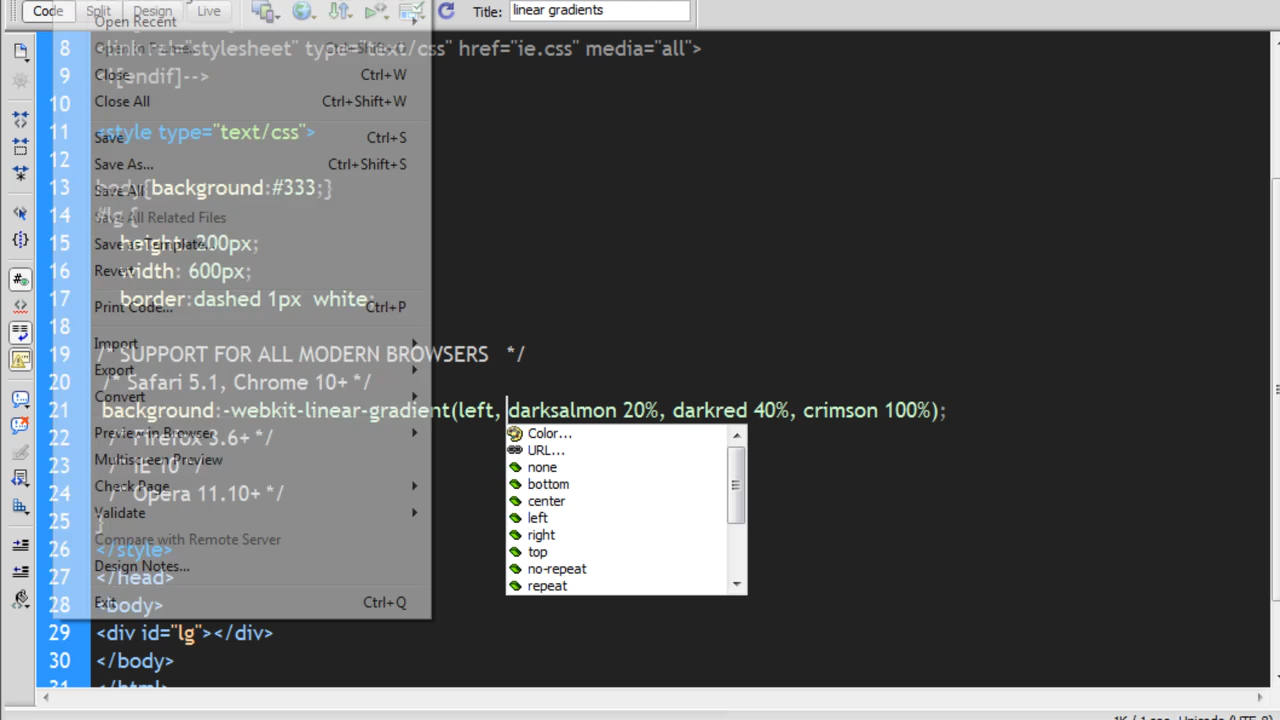 Code Split Design Live Title: linear gradients
Open Recent
8 <link rel="stylesheet" type="text/css" href="ie.css" media="all">
Close Ctrl+W
9 <![endif]-->
Close All Ctrl+Shift+W
10
11 <style type="text/css">
Save Ctrl+S
12
Save As... Ctrl+Shift+S
13 body{background:#333;}
Save All
14 #lg {
Save All Related Files
15 height: 200px;
Save as Template...
16 width: 600px;
Revert
17 border:dashed 1px white;
Print Code... Ctrl+P
18
Import
19 /* SUPPORT FOR ALL MODERN BROWSERS */
Export
20 /* Safari 5.1, Chrome 10+ */
Convert
21 background:-webkit-linear-gradient(left, darksalmon 20%, darkred 40%, crimson 100%);
Preview in Browser
22 /* Firefox 3.6+ */
Multiscreen Preview
23 /* IE 10 */
Check Page
24 /* Opera 11.10+ */
Validate
25 }
Compare with Remote Server
26 </style>
Design Notes...
27 </head>
Exit Ctrl+Q
28 <body>
29 <div id="lg"></div>
30 </body>
31 </html>
Color...
URL...
none
bottom
center
left
right
top
no-repeat
repeat